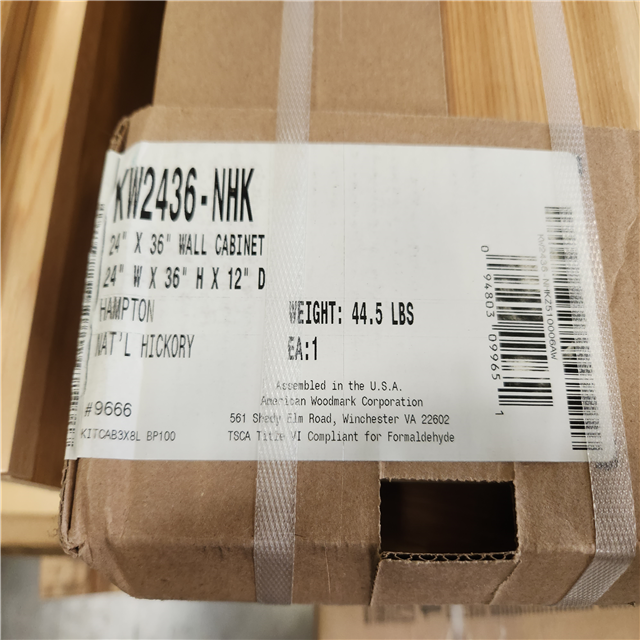 KW2436-NHK
24" X 36" WALL CABINET
24" W X 36" H X 12" D
HAMPTON
NAT'L HICKORY
WEIGHT: 44.5 LBS
EA:1
Assembled in the U.S.A.
American Woodmark Corporation
561 Shady Elm Road, Winchester VA 22602
TSCA Title VI Compliant for Formaldehyde
#9666
KITCAB3X8L BP100
0 94803 09965 1